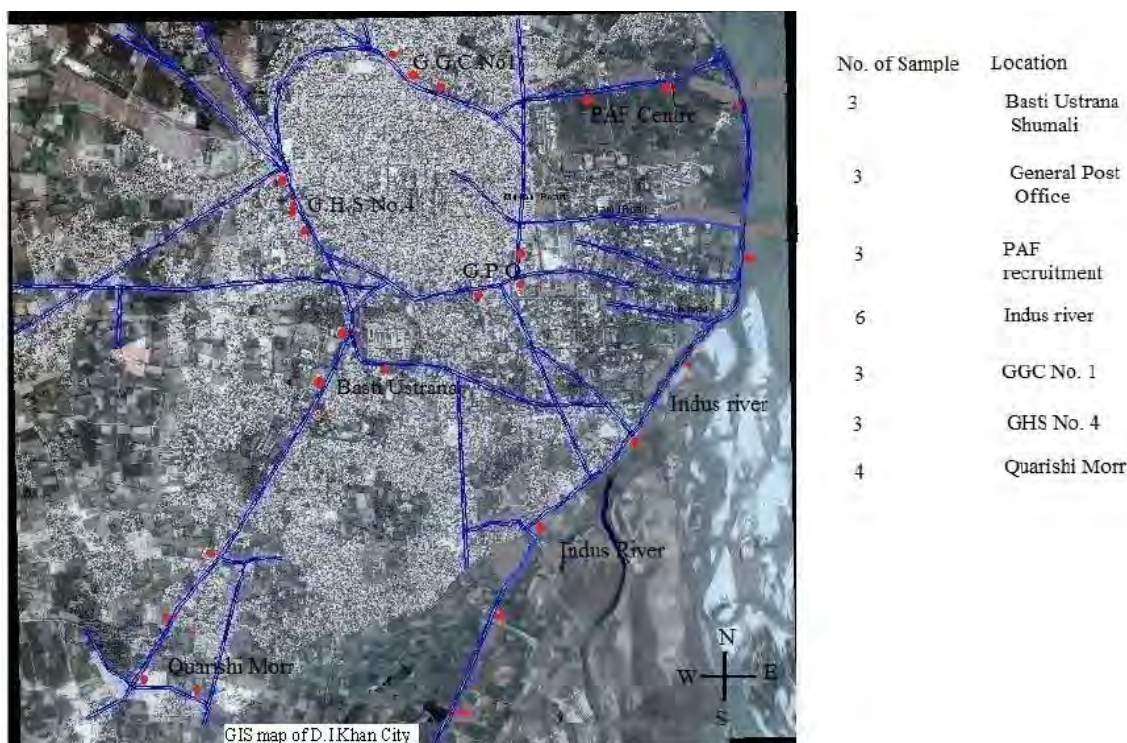 G.G.C No1
PAF Centre
G.H.S No.4
G.P.O
Basti Ustrana
Indus river
Indus River
Quarishi Morr
N
W E
S
GIS map of D.I.Khan City
No. of Sample Location
3 Basti Ustrana
Shumali
3 General Post
Office
3 PAF
recruitment
6 Indus river
3 GGC No. 1
3 GHS No. 4
4 Quarishi Morr